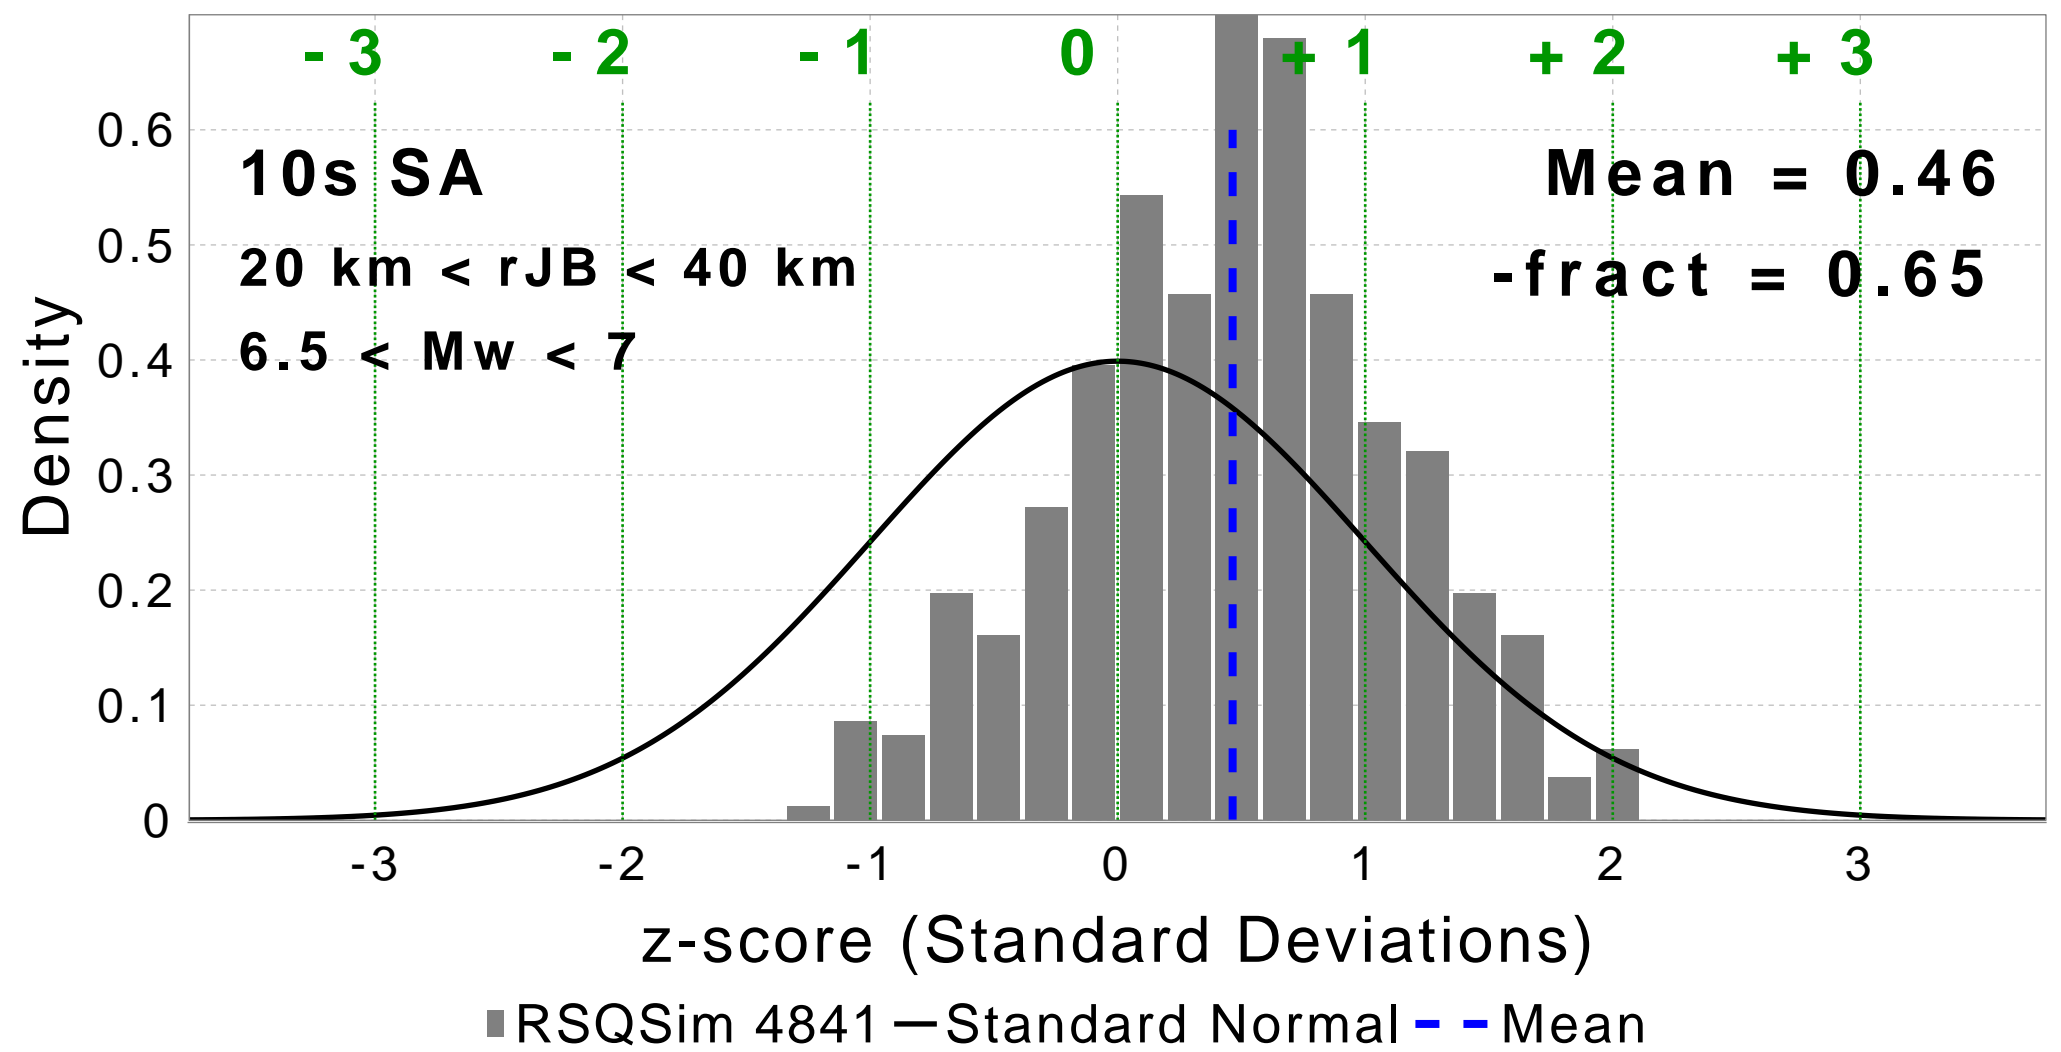 - 3 - 2 - 1 0 + 1 + 2 + 3
10s SA
20 km < rJB < 40 km
6.5 < Mw < 7
Mean = 0.46
-fract = 0.65
Density
0.6
0.5
0.4
0.3
0.2
0.1
0
-3 -2 -1 0 1 2 3
z-score (Standard Deviations)
RSQSim 4841 Standard Normal Mean